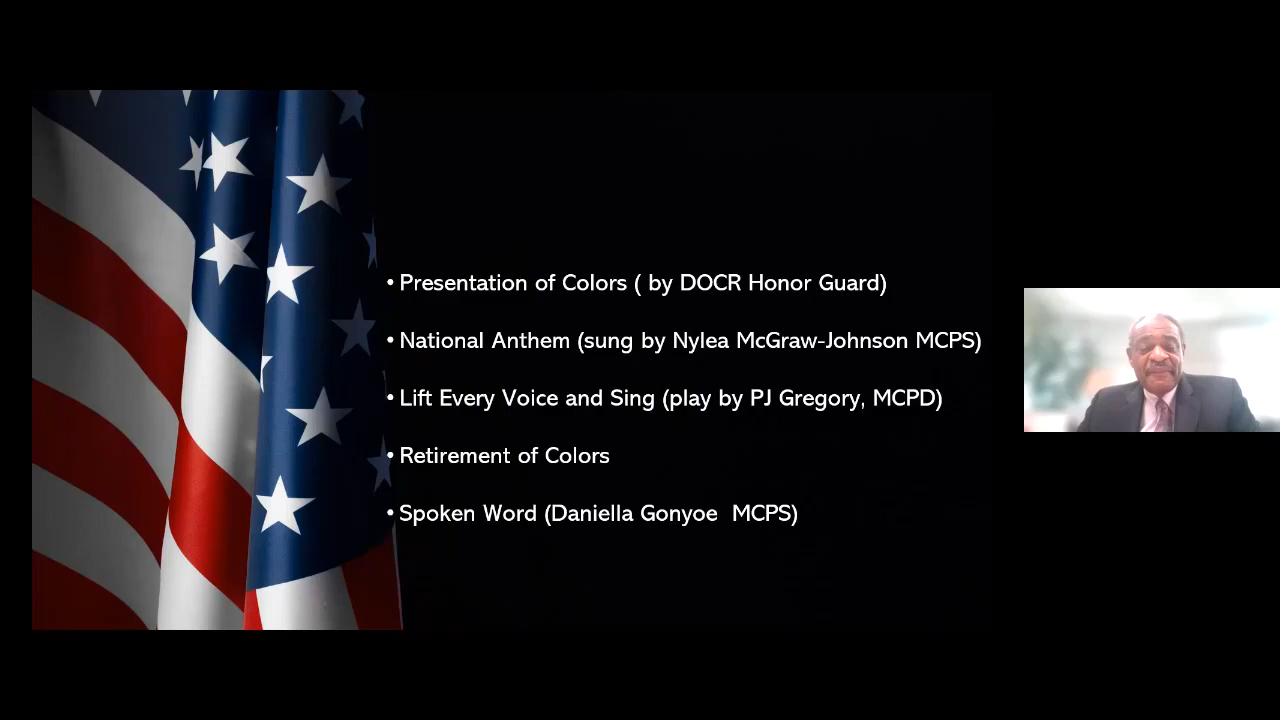 • Presentation of Colors ( by DOCR Honor Guard)
• National Anthem (sung by Nylea McGraw-Johnson MCPS)
• Lift Every Voice and Sing (play by PJ Gregory, MCPD)
• Retirement of Colors
• Spoken Word (Daniella Gonyoe  MCPS)